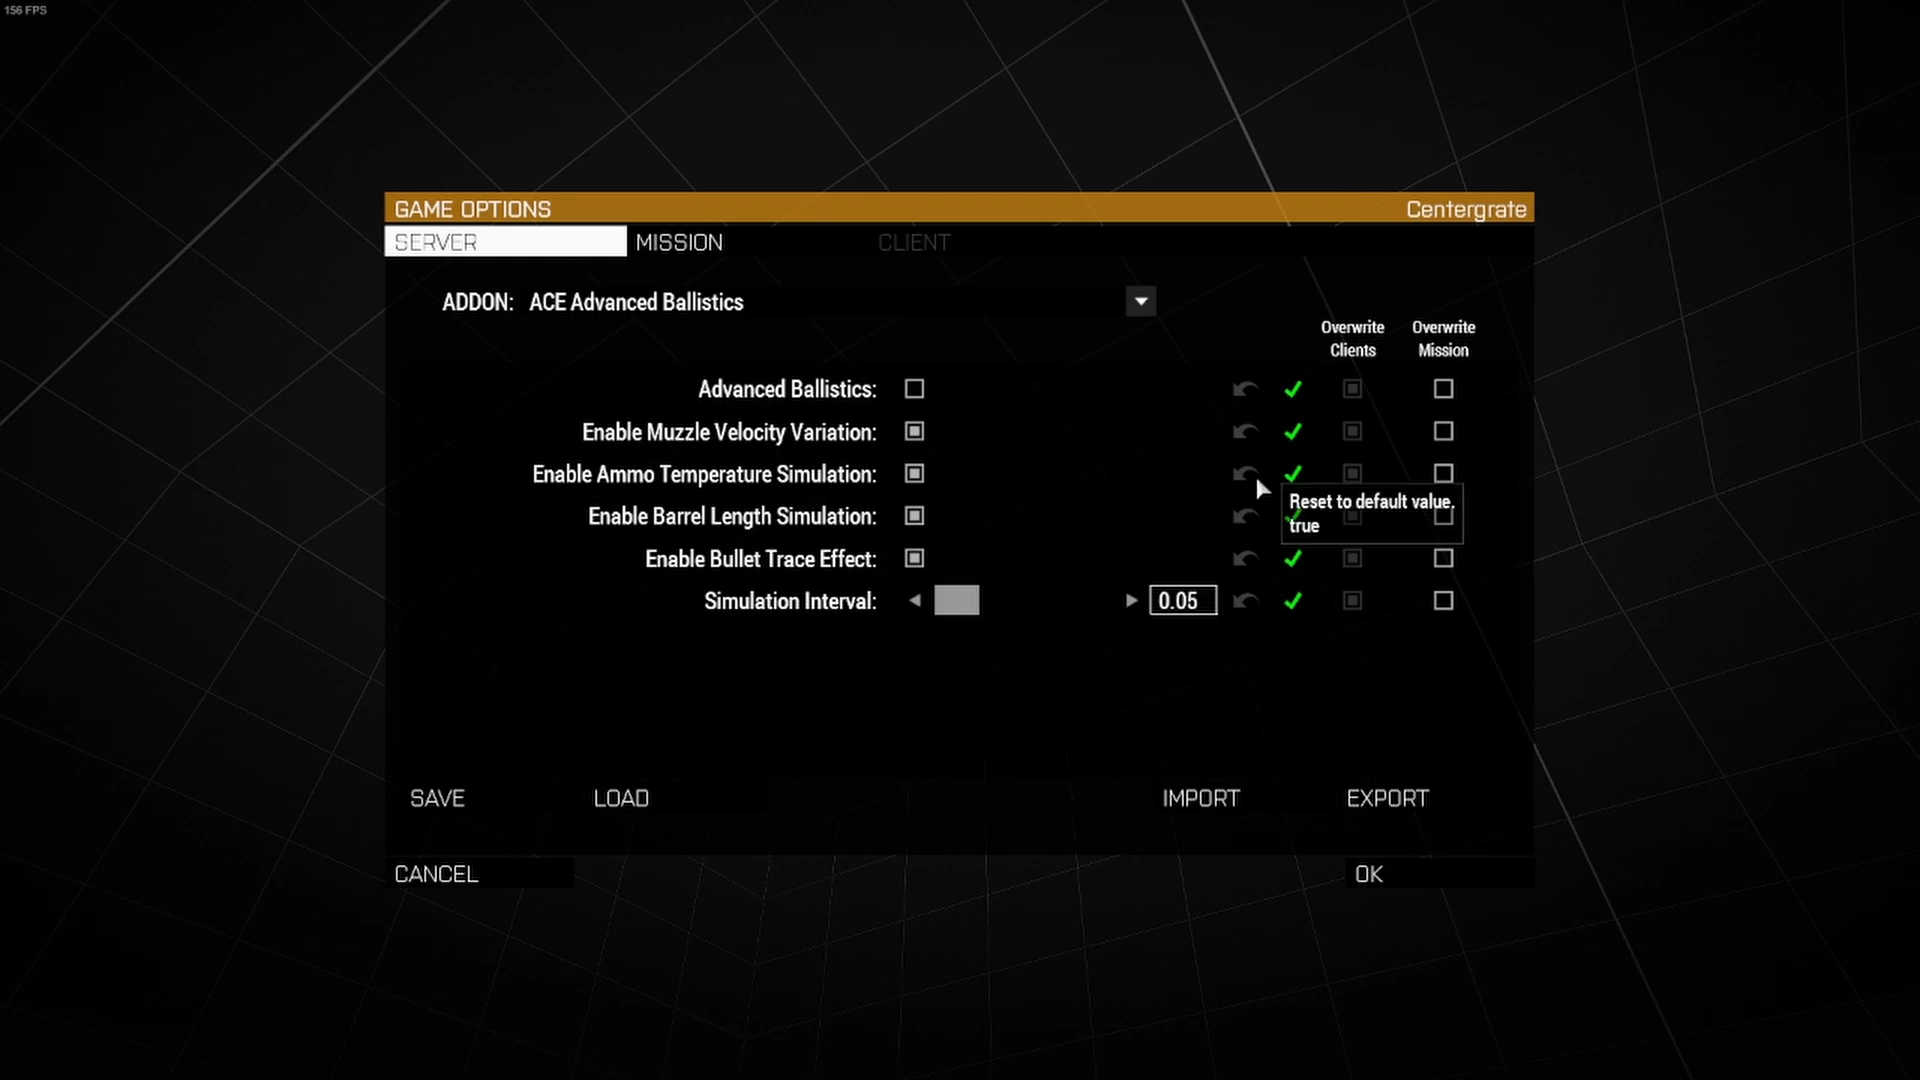 156 FPS
GAME OPTIONS
Centergrate
SERVER
MISSION
CLIENT
ADDON: ACE Advanced Ballistics
Overwrite
Clients
Overwrite
Mission
Advanced Ballistics:
Enable Muzzle Velocity Variation:
Enable Ammo Temperature Simulation:
Reset to default value.
true
Enable Barrel Length Simulation:
Enable Bullet Trace Effect:
Simulation Interval:
0.05
SAVE
LOAD
IMPORT
EXPORT
CANCEL
OK